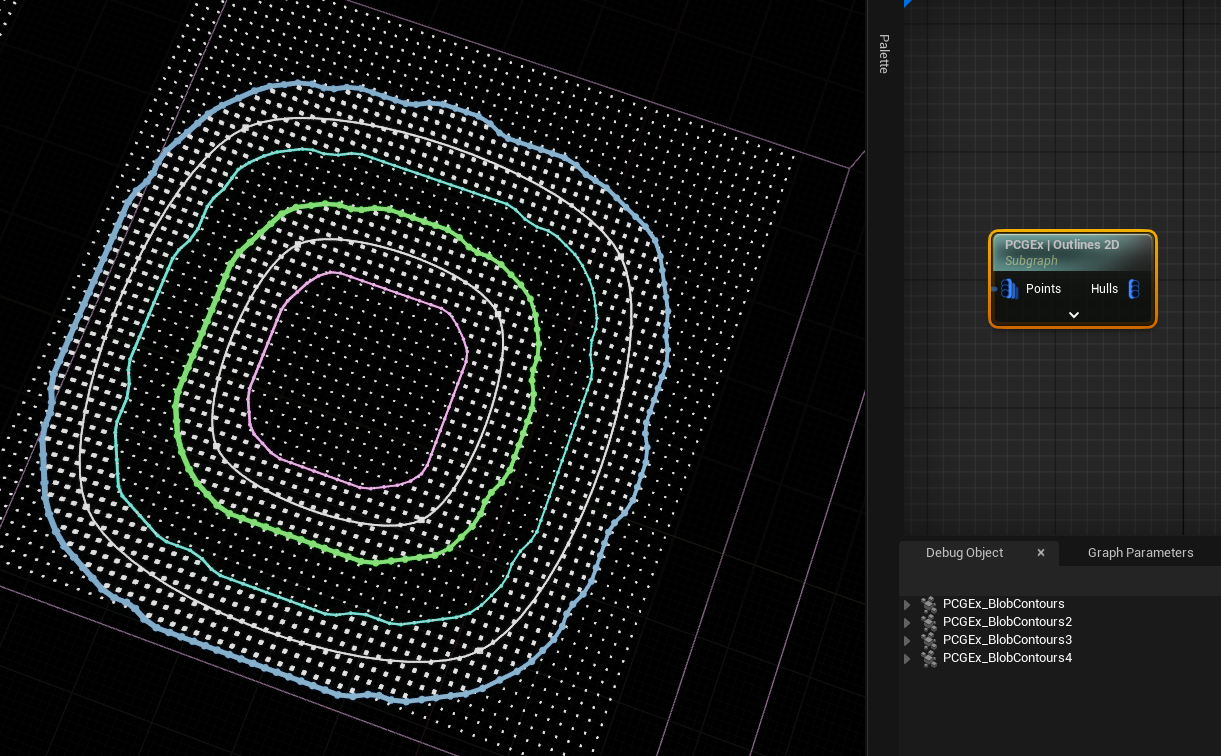 Palette
PCGEx | Outlines 2D
Subgraph
Points
Hulls
Debug Object
Graph Parameters
PCGEx_BlobContours
PCGEx_BlobContours2
PCGEx_BlobContours3
PCGEx_BlobContours4